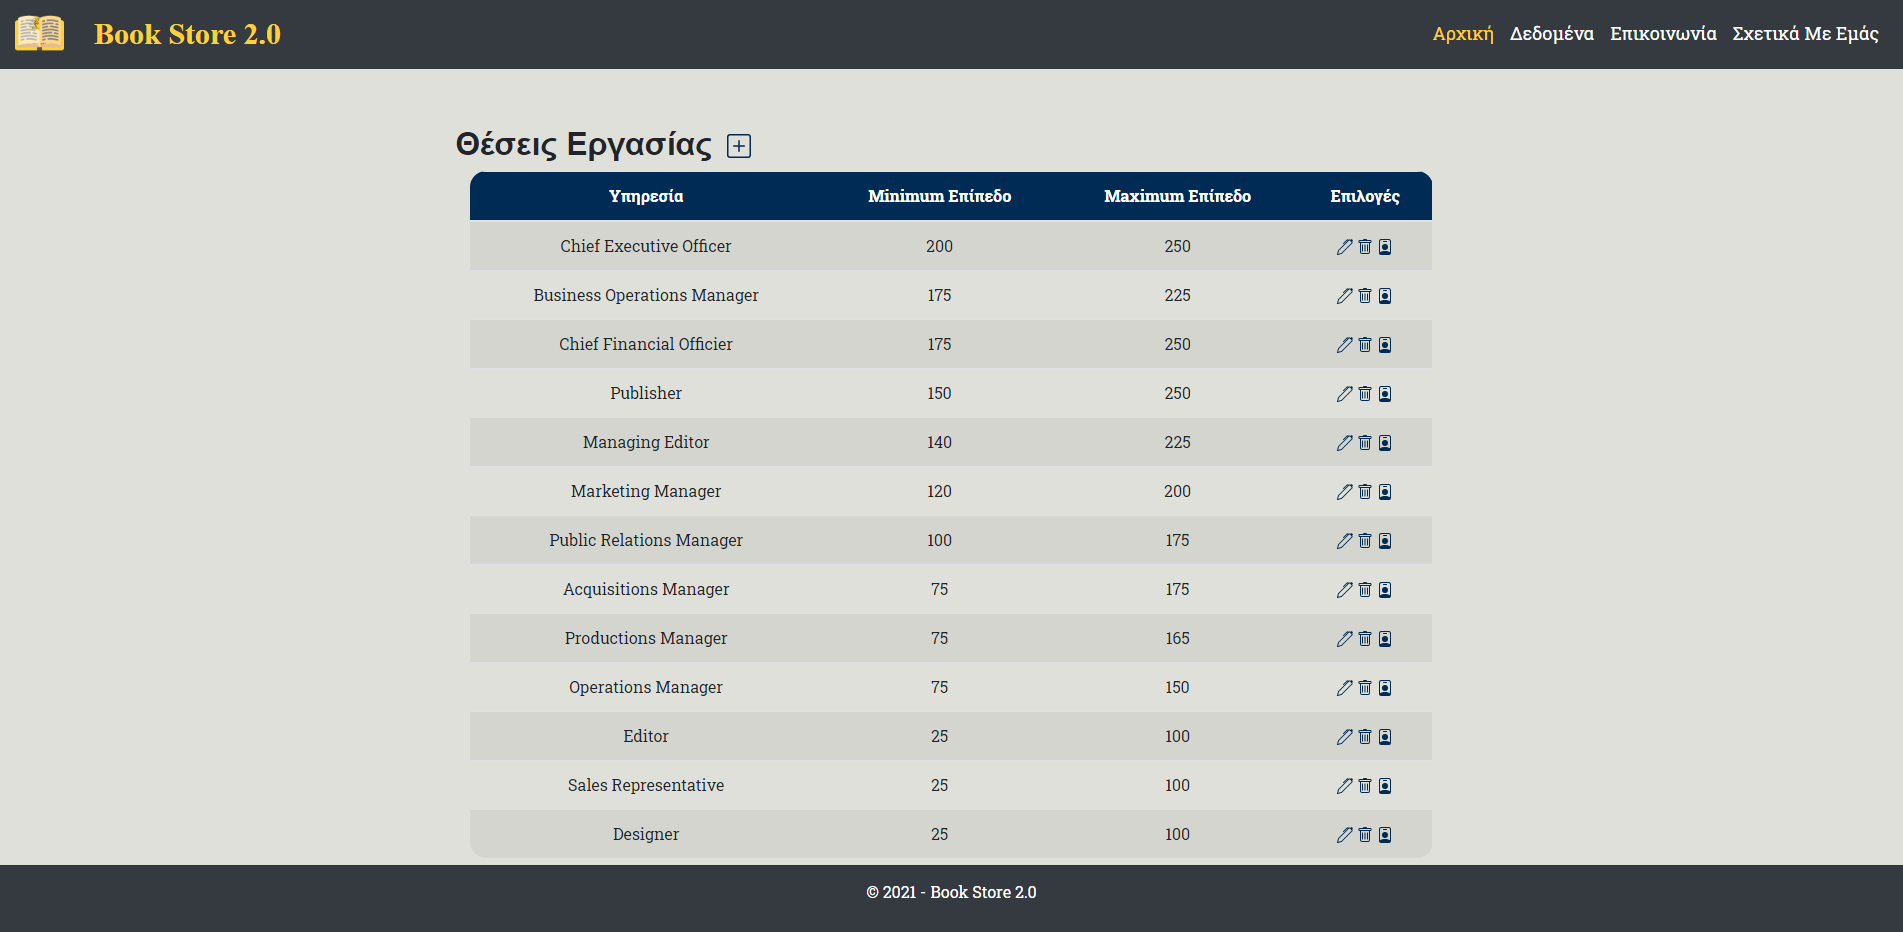 Book Store 2.0
Αρχική Δεδομένα Επικοινωνία Σχετικά Με Εμάς
Θέσεις Εργασίας
Υπηρεσία Minimum Επίπεδο Maximum Επίπεδο Επιλογές
Chief Executive Officer 200 250
Business Operations Manager 175 225
Chief Financial Officier 175 250
Publisher 150 250
Managing Editor 140 225
Marketing Manager 120 200
Public Relations Manager 100 175
Acquisitions Manager 75 175
Productions Manager 75 165
Operations Manager 75 150
Editor 25 100
Sales Representative 25 100
Designer 25 100
© 2021 - Book Store 2.0